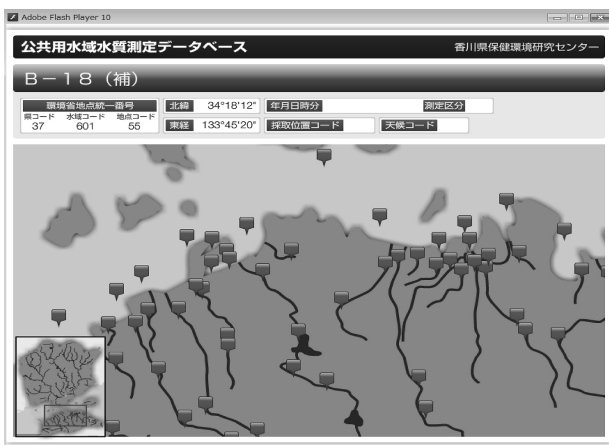 Adobe Flash Player 10
公共用水域水質測定データベース 香川県保健環境研究センター
B－18（補）
環境省地点統一番号 北緯 34°18'12" 年月日時分 測定区分
県コード 水域コード 地点コード
37 601 55 東経 133°45'20" 採取位置コード 天候コード